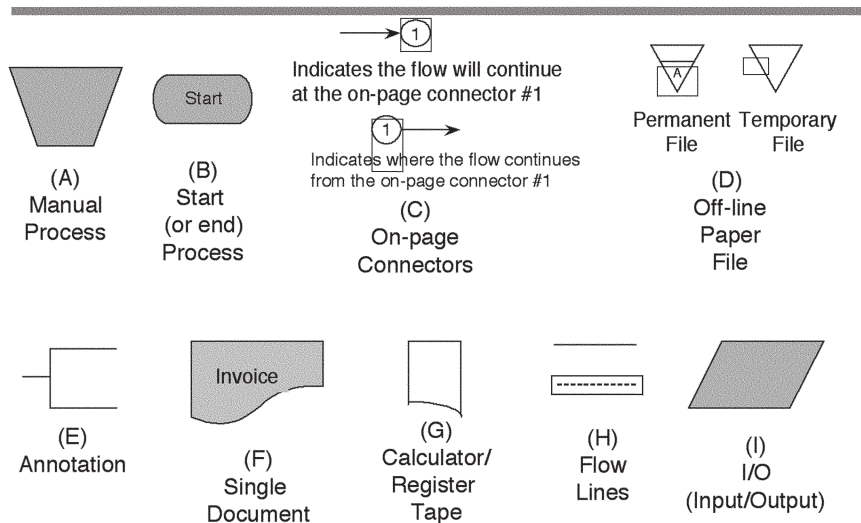 1
Indicates the flow will continue
at the on-page connector #1
1
Indicates where the flow continues
from the on-page connector #1
(A)
Manual
Process
Start
(B)
Start
(or end)
Process
(C)
On-page
Connectors
A
Permanent
File
Temporary
File
(D)
Off-line
Paper
File
(E)
Annotation
Invoice
(F)
Single
Document
(G)
Calculator/
Register
Tape
(H)
Flow
Lines
(I)
I/O
(Input/Output)